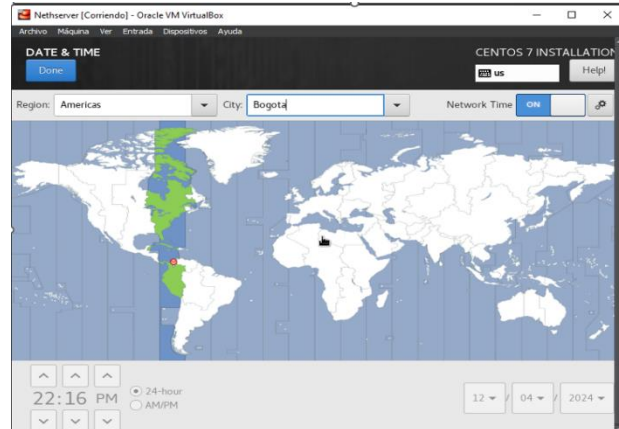 Nethserver [Corriendo] - Oracle VM VirtualBox
Archivo Máquina Ver Entrada Dispositivos Ayuda
DATE & TIME
CENTOS 7 INSTALLATION
Done
us
Help!
Region: Americas City: Bogota Network Time ON
22:16 PM
24-hour
AM/PM
12 / 04 / 2024